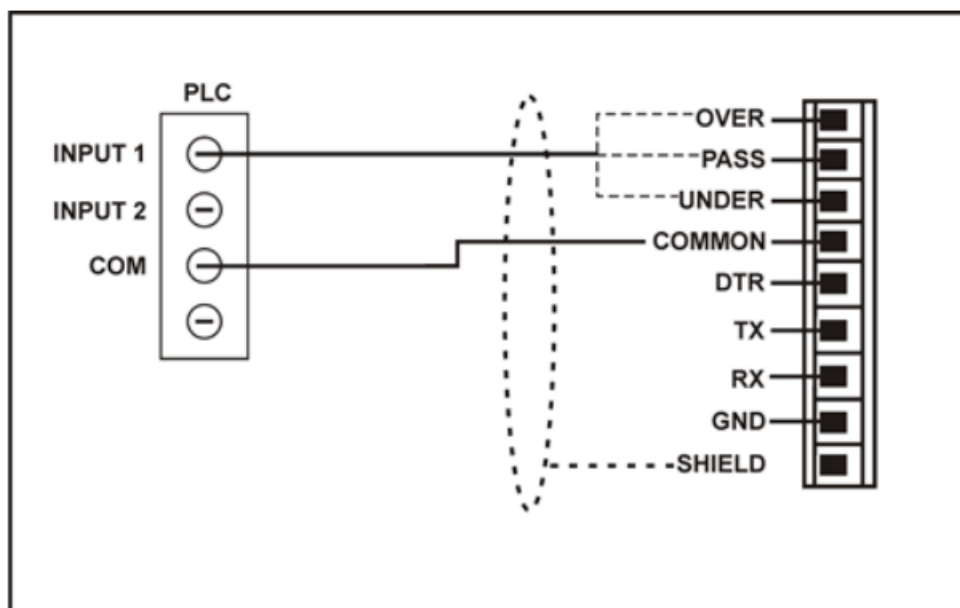 PLC
INPUT 1
INPUT 2
COM
OVER
PASS
UNDER
COMMON
DTR
TX
RX
GND
SHIELD